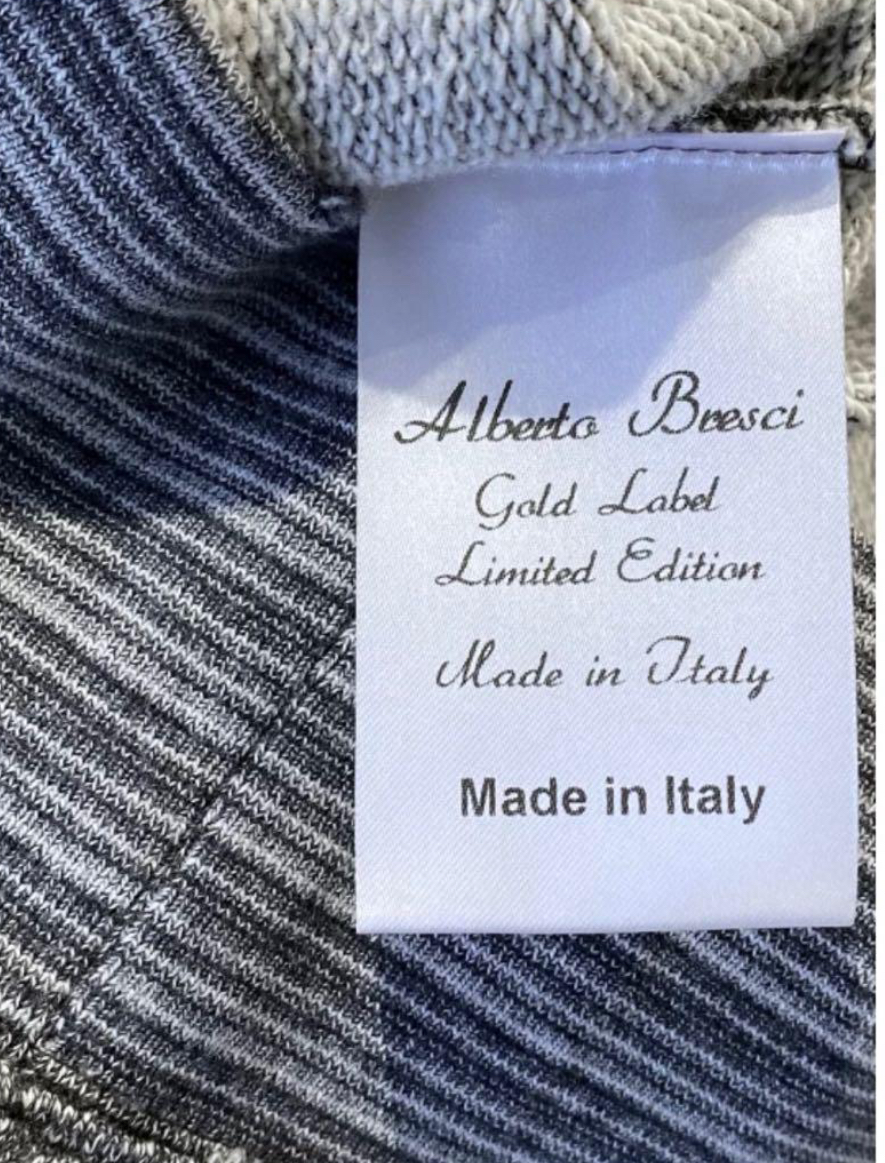 Alberto Bresci
Gold Label
Limited Edition
Made in Italy
Made in Italy